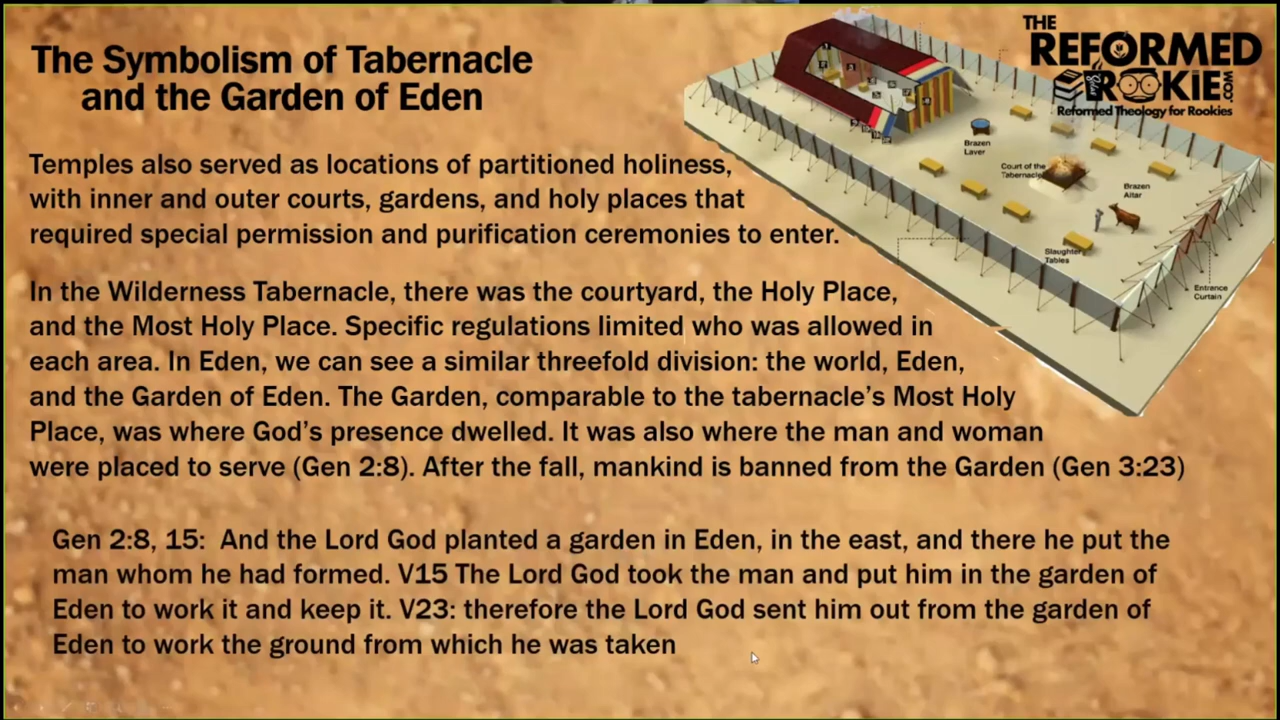 The Symbolism of Tabernacle
and the Garden of Eden
THE
REFORMED
ROOKIE
.COM
Reformed Theology for Rookies
Temples also served as locations of partitioned holiness,
with inner and outer courts, gardens, and holy places that
required special permission and purification ceremonies to enter.
Brazen
Laver
Court of the
Tabernacle
Brazen
Altar
Slaughter
Tables
Entrance
Curtain
In the Wilderness Tabernacle, there was the courtyard, the Holy Place,
and the Most Holy Place. Specific regulations limited who was allowed in
each area. In Eden, we can see a similar threefold division: the world, Eden,
and the Garden of Eden. The Garden, comparable to the tabernacle’s Most Holy
Place, was where God’s presence dwelled. It was also where the man and woman
were placed to serve (Gen 2:8). After the fall, mankind is banned from the Garden (Gen 3:23)
Gen 2:8, 15:  And the Lord God planted a garden in Eden, in the east, and there he put the
man whom he had formed. V15 The Lord God took the man and put him in the garden of
Eden to work it and keep it. V23: therefore the Lord God sent him out from the garden of
Eden to work the ground from which he was taken